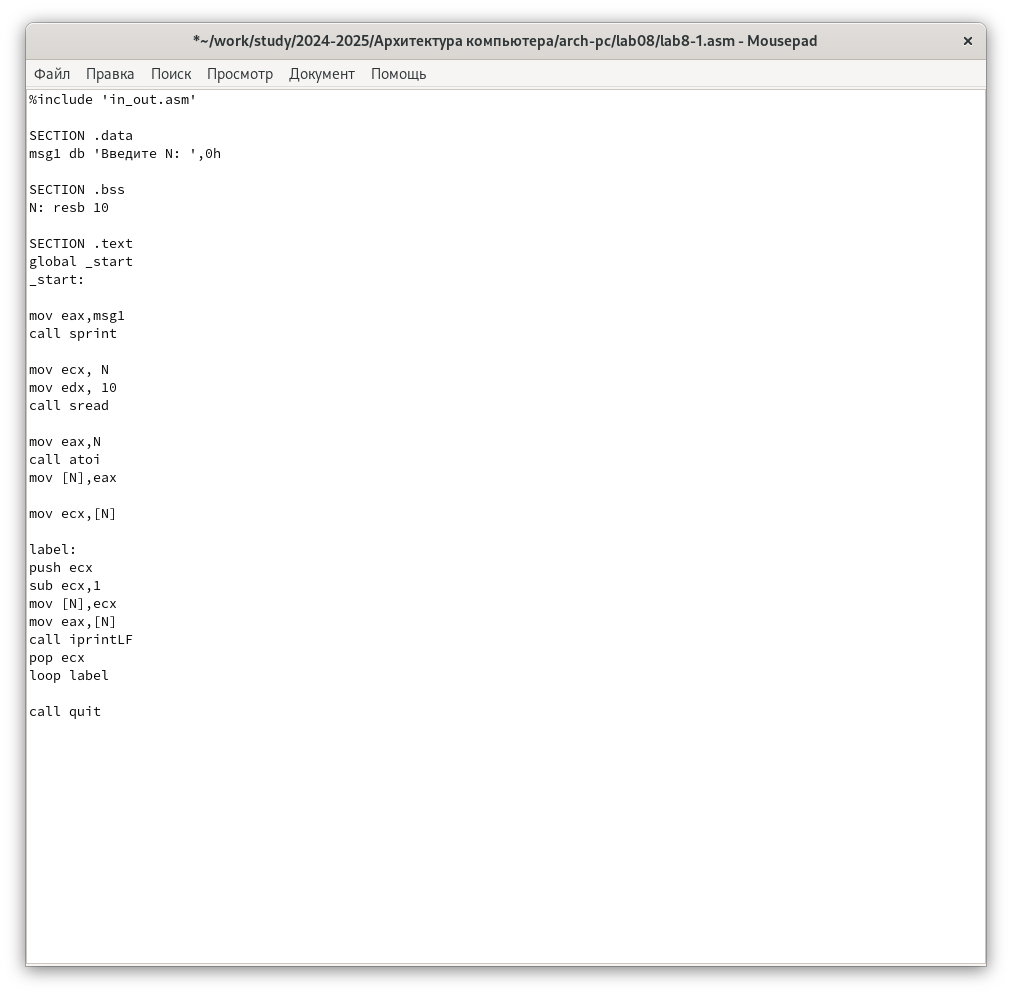 *~/work/study/2024-2025/Архитектура компьютера/arch-pc/lab08/lab8-1.asm - Mousepad
Файл Правка Поиск Просмотр Документ Помощь
%include 'in_out.asm'
SECTION .data
msg1 db 'Введите N: ',0h
SECTION .bss
N: resb 10
SECTION .text
global _start
_start:
mov eax,msg1
call sprint
mov ecx, N
mov edx, 10
call sread
mov eax,N
call atoi
mov [N],eax
mov ecx,[N]
label:
push ecx
sub ecx,1
mov [N],ecx
mov eax,[N]
call iprintLF
pop ecx
loop label
call quit